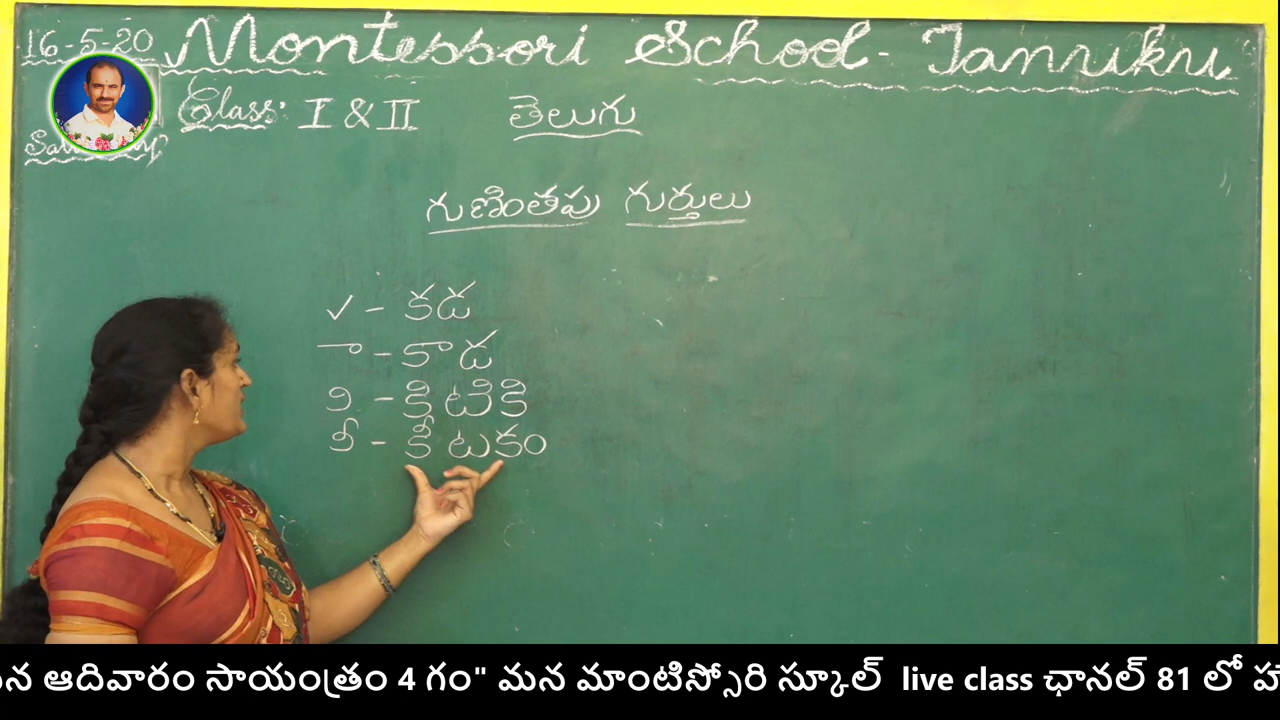 16-5-20 Montessori School - Tanuku
Class: I & II తెలుగు
గుణింతపు గుర్తులు
✓ - కడ
ా - కాడ
ి - కిటికి
ీ - కీటకం
ఆదివారం సాయంత్రం 4 గం" మన మాంటిస్సోరి స్కూల్ live class ఛానల్ 81 లో